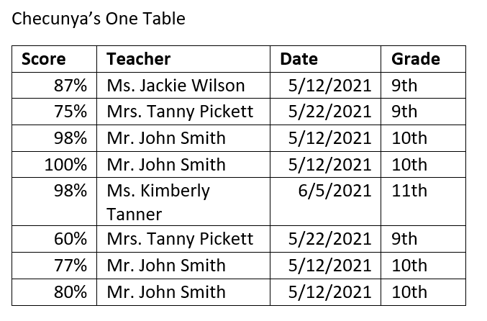 Checunya's One Table
Score Teacher Date Grade
87% Ms. Jackie Wilson 5/12/2021 9th
75% Mrs. Tanny Pickett 5/22/2021 9th
98% Mr. John Smith 5/12/2021 10th
100% Mr. John Smith 5/12/2021 10th
98% Ms. Kimberly 6/5/2021 11th
Tanner
60% Mrs. Tanny Pickett 5/22/2021 9th
77% Mr. John Smith 5/12/2021 10th
80% Mr. John Smith 5/12/2021 10th